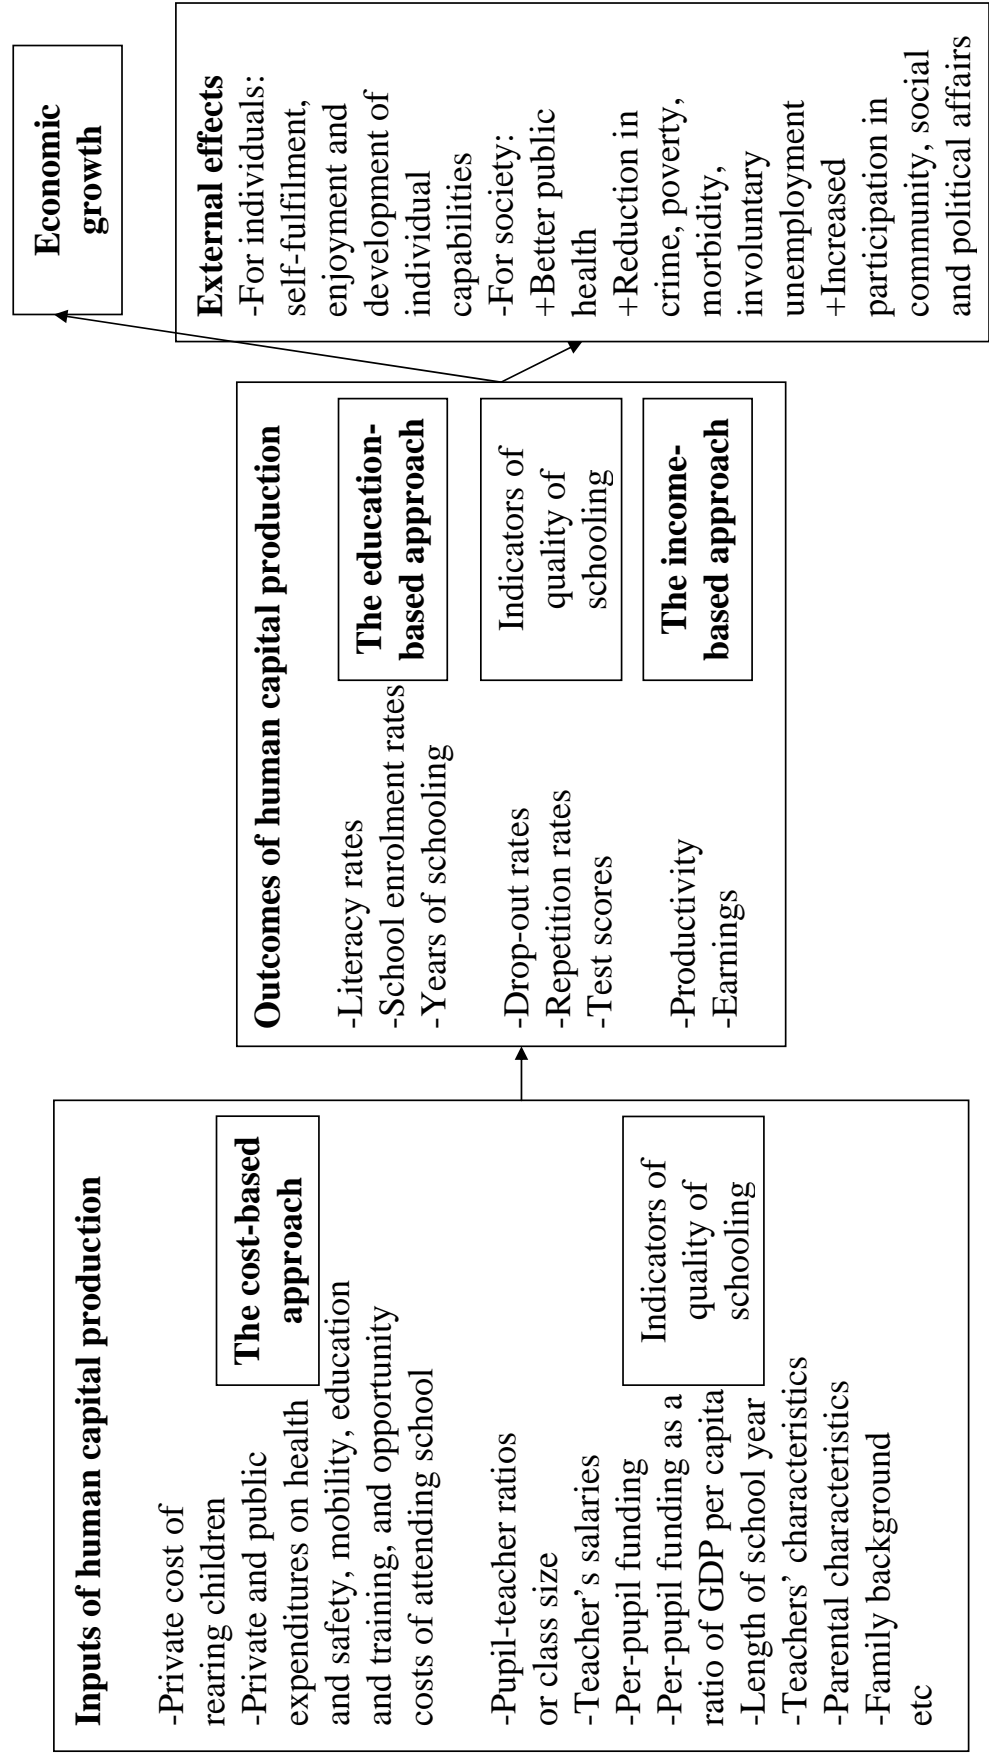 Inputs of human capital production
-Private cost of
rearing children
-Private and public
expenditures on health
and safety, mobility, education
and training, and opportunity
costs of attending school
The cost-based
approach
-Pupil-teacher ratios
or class size
-Teacher’s salaries
-Per-pupil funding
-Per-pupil funding as a
ratio of GDP per capita
-Length of school year
-Teachers’ characteristics
-Parental characteristics
-Family background
etc
Indicators of
quality of
schooling
Outcomes of human capital production
-Literacy rates
-School enrolment rates
- Years of schooling
The education-
based approach
-Drop-out rates
-Repetition rates
-Test scores
Indicators of
quality of
schooling
-Productivity
-Earnings
The income-
based approach
Economic
growth
External effects
-For individuals:
self-fulfilment,
enjoyment and
development of
individual
capabilities
-For society:
+Better public
health
+Reduction in
crime, poverty,
morbidity,
involuntary
unemployment
+Increased
participation in
community, social
and political affairs